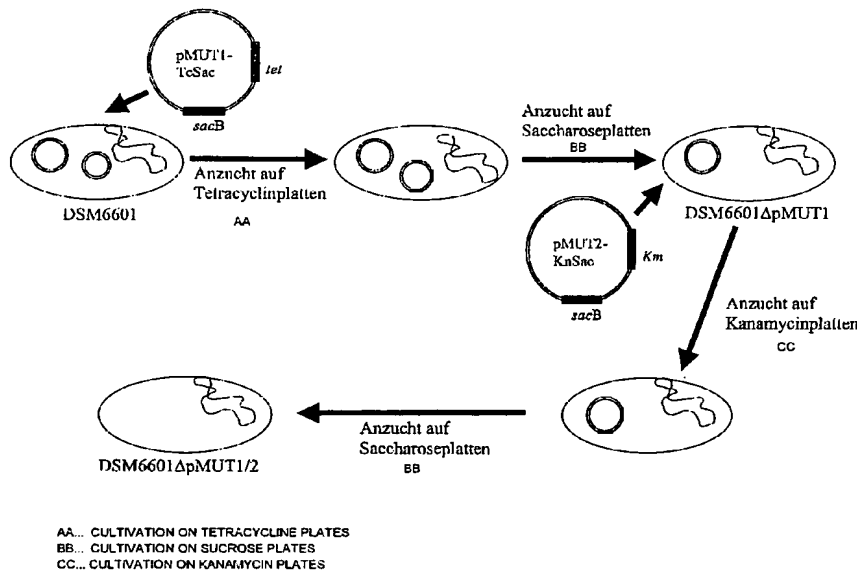 pMUT1-
TcSac
tet
sacB
DSM6601
Anzucht auf
Tetracyclinplatten
AA
Anzucht auf
Saccharoseplatten
BB
DSM6601ΔpMUT1
pMUT2-
KnSac
Km
sacB
Anzucht auf
Kanamycinplatten
CC
Anzucht auf
Saccharoseplatten
BB
DSM6601ΔpMUT1/2
AA... CULTIVATION ON TETRACYCLINE PLATES
BB... CULTIVATION ON SUCROSE PLATES
CC... CULTIVATION ON KANAMYCIN PLATES